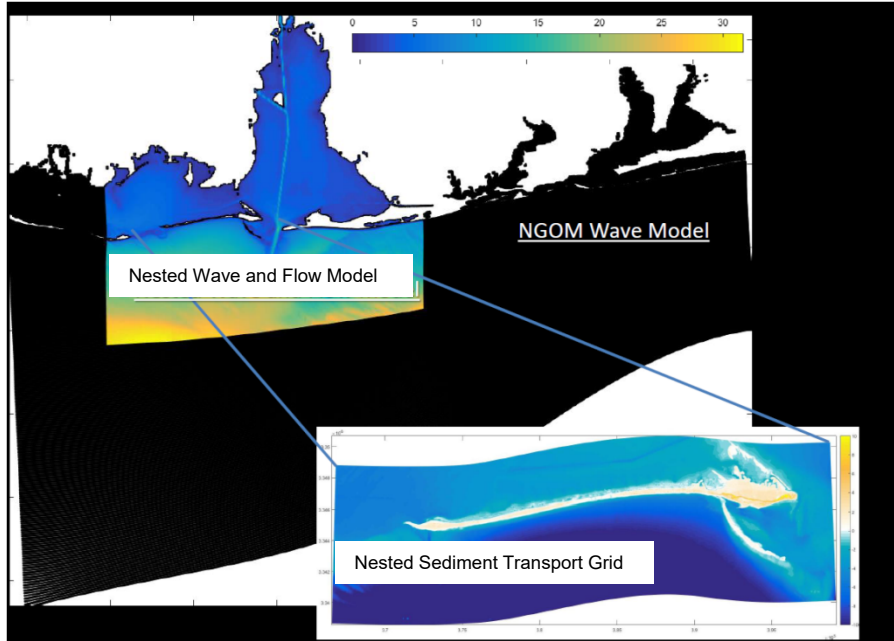 0 5 10 15 20 25 30
NGOM Wave Model
Nested Wave and Flow Model
Nested Sediment Transport Grid